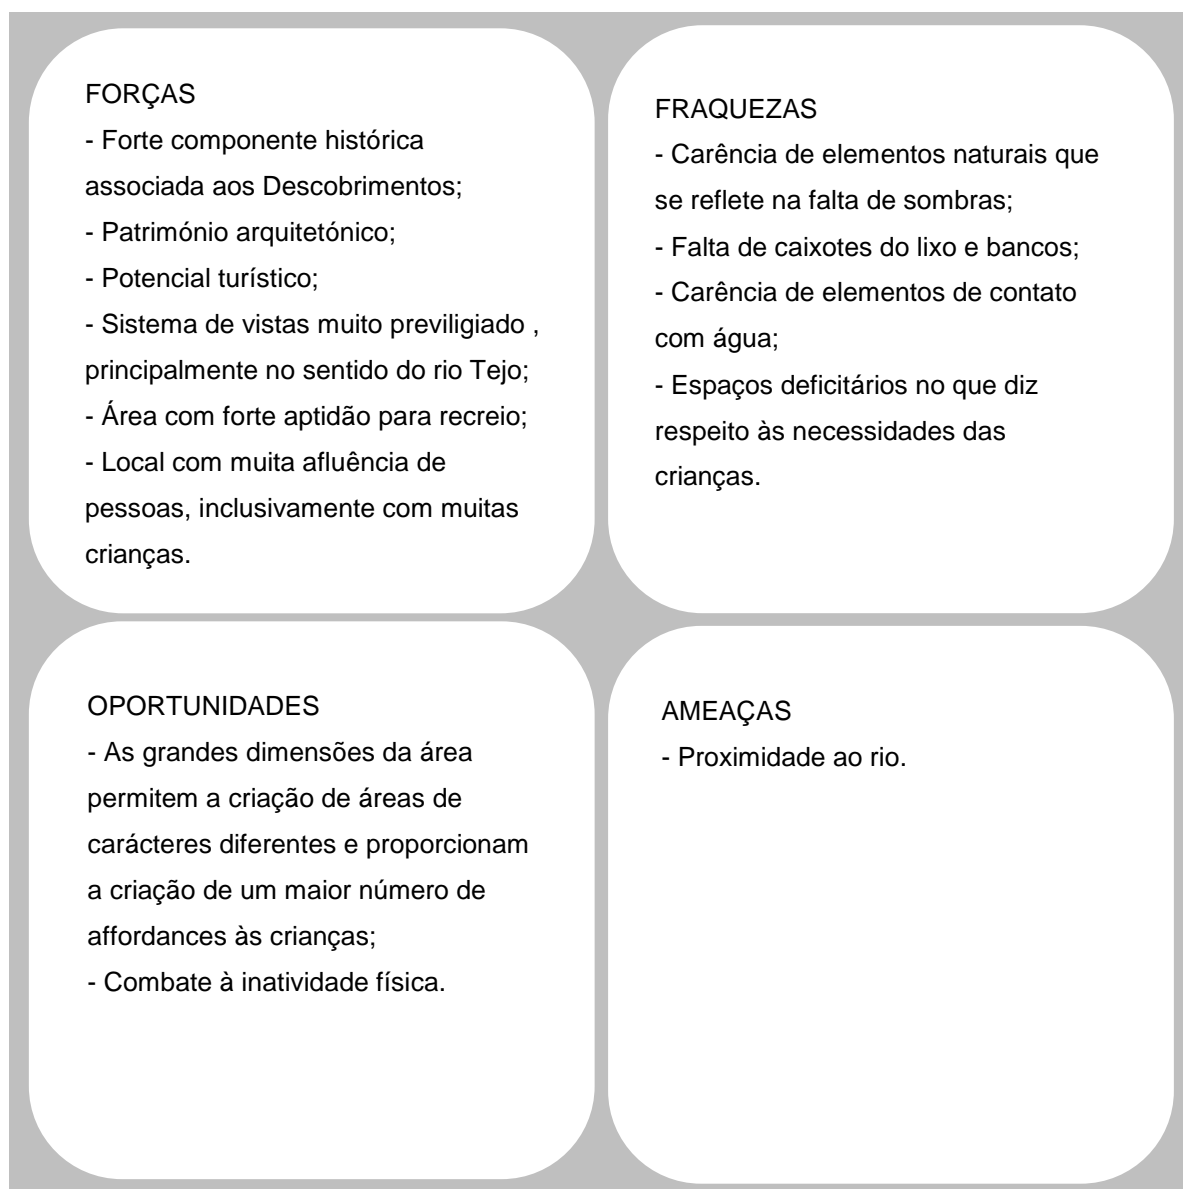 FORÇAS
- Forte componente histórica
associada aos Descobrimentos;
- Património arquitetónico;
- Potencial turístico;
- Sistema de vistas muito previligiado ,
principalmente no sentido do rio Tejo;
- Área com forte aptidão para recreio;
- Local com muita afluência de
pessoas, inclusivamente com muitas
crianças.
FRAQUEZAS
- Carência de elementos naturais que
se reflete na falta de sombras;
- Falta de caixotes do lixo e bancos;
- Carência de elementos de contato
com água;
- Espaços deficitários no que diz
respeito às necessidades das
crianças.
OPORTUNIDADES
- As grandes dimensões da área
permitem a criação de áreas de
carácteres diferentes e proporcionam
a criação de um maior número de
affordances às crianças;
- Combate à inatividade física.
AMEAÇAS
- Proximidade ao rio.